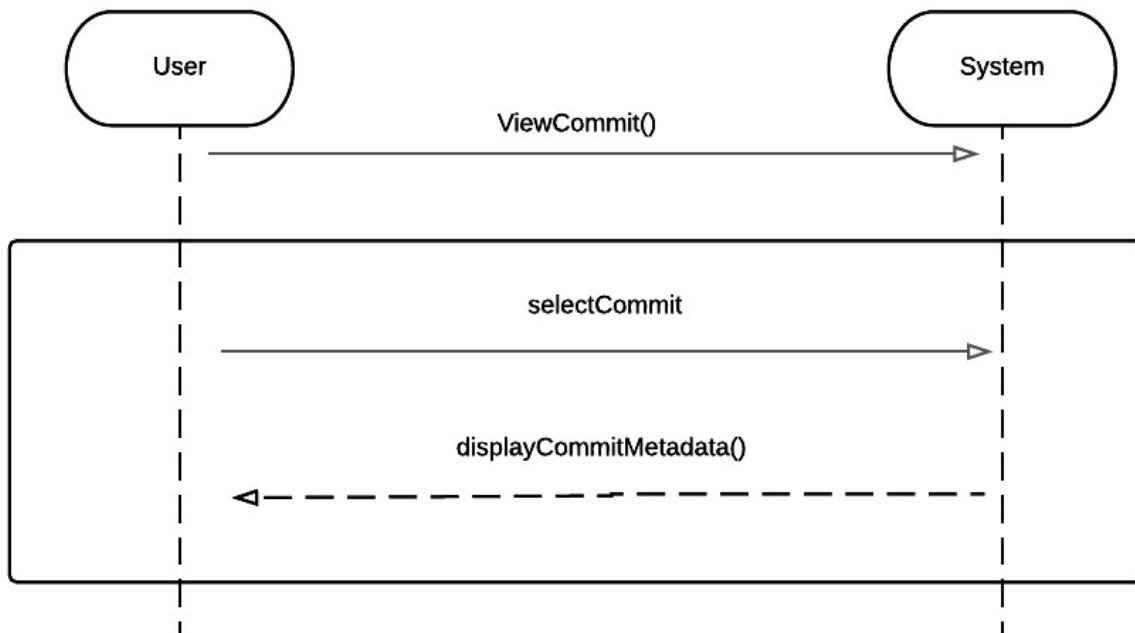 User
System
ViewCommit()
selectCommit
displayCommitMetadata()